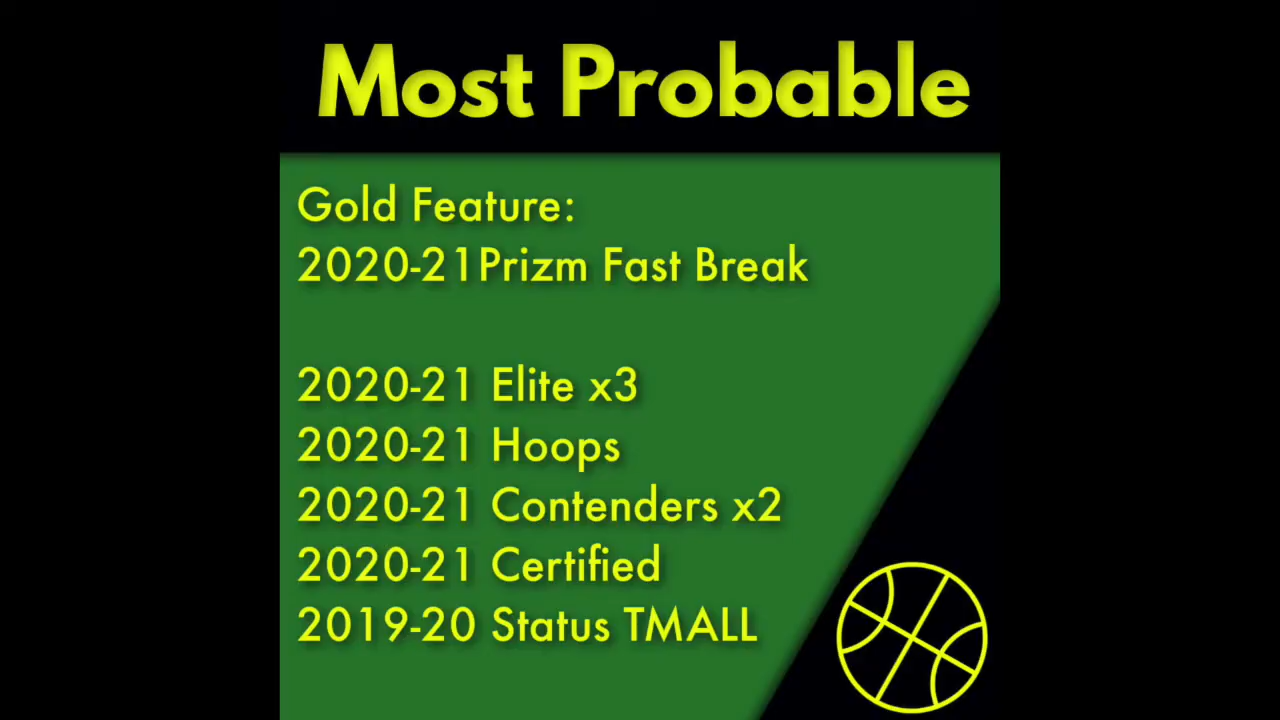 Most Probable
Gold Feature:
2020-21Prizm Fast Break
2020-21 Elite x3
2020-21 Hoops
2020-21 Contenders x2
2020-21 Certified
2019-20 Status TMALL